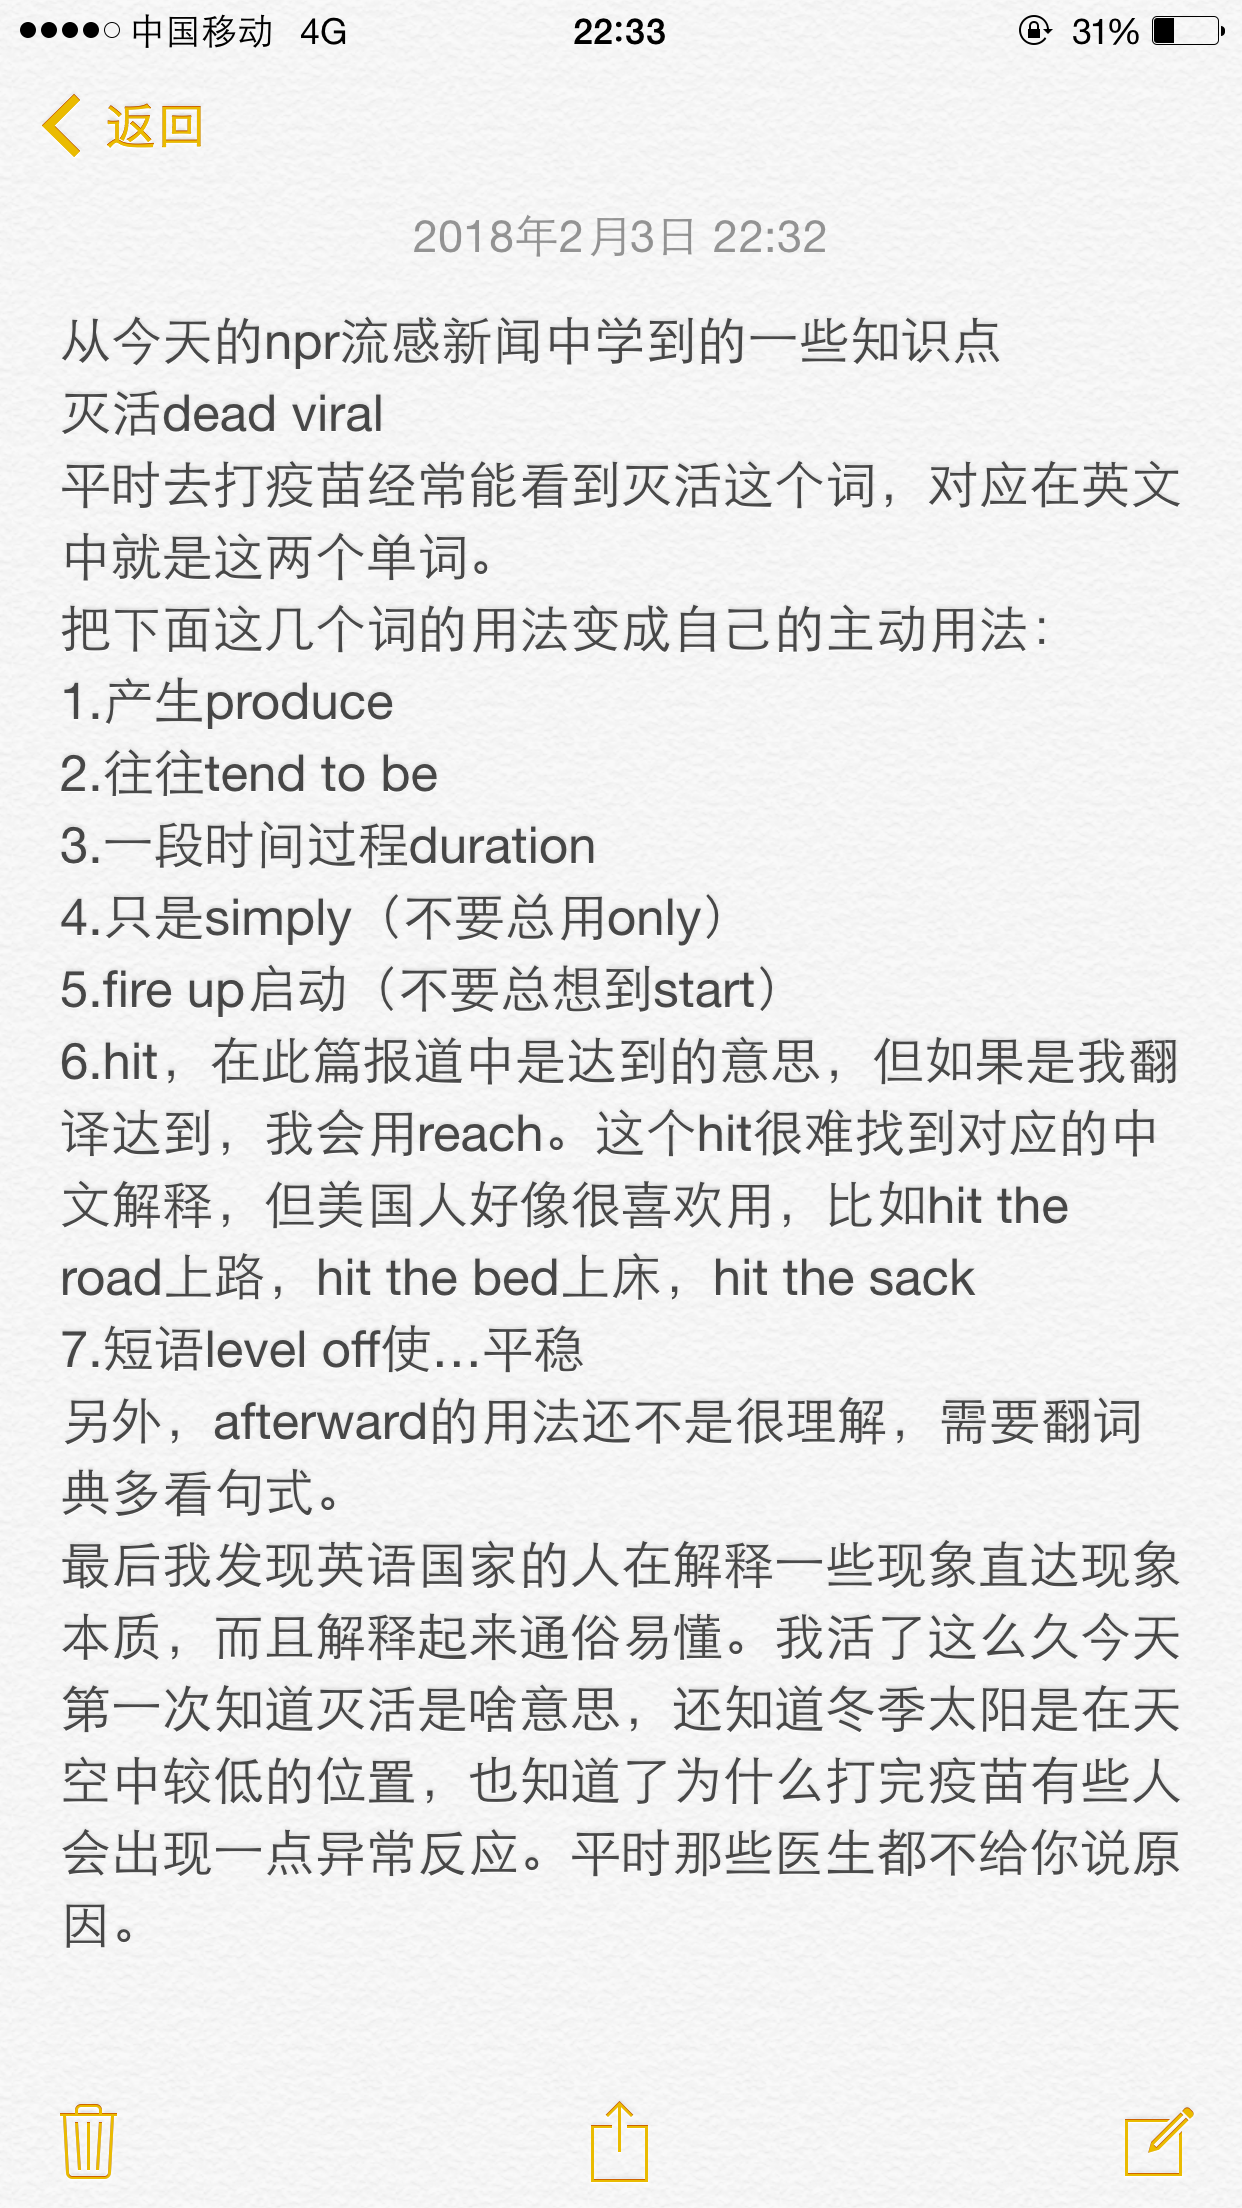 中国移动 4G 22:33 31%
返回
2018年2月3日 22:32
从今天的npr流感新闻中学到的一些知识点
灭活dead viral
平时去打疫苗经常能看到灭活这个词，对应在英文
中就是这两个单词。
把下面这几个词的用法变成自己的主动用法：
1.产生produce
2.往往tend to be
3.一段时间过程duration
4.只是simply（不要总用only）
5.fire up启动（不要总想到start）
6.hit，在此篇报道中是达到的意思，但如果是我翻
译达到，我会用reach。这个hit很难找到对应的中
文解释，但美国人好像很喜欢用，比如hit the
road上路，hit the bed上床，hit the sack
7.短语level off使…平稳
另外，afterward的用法还不是很理解，需要翻词
典多看句式。
最后我发现英语国家的人在解释一些现象直达现象
本质，而且解释起来通俗易懂。我活了这么久今天
第一次知道灭活是啥意思，还知道冬季太阳是在天
空中较低的位置，也知道了为什么打完疫苗有些人
会出现一点异常反应。平时那些医生都不给你说原
因。